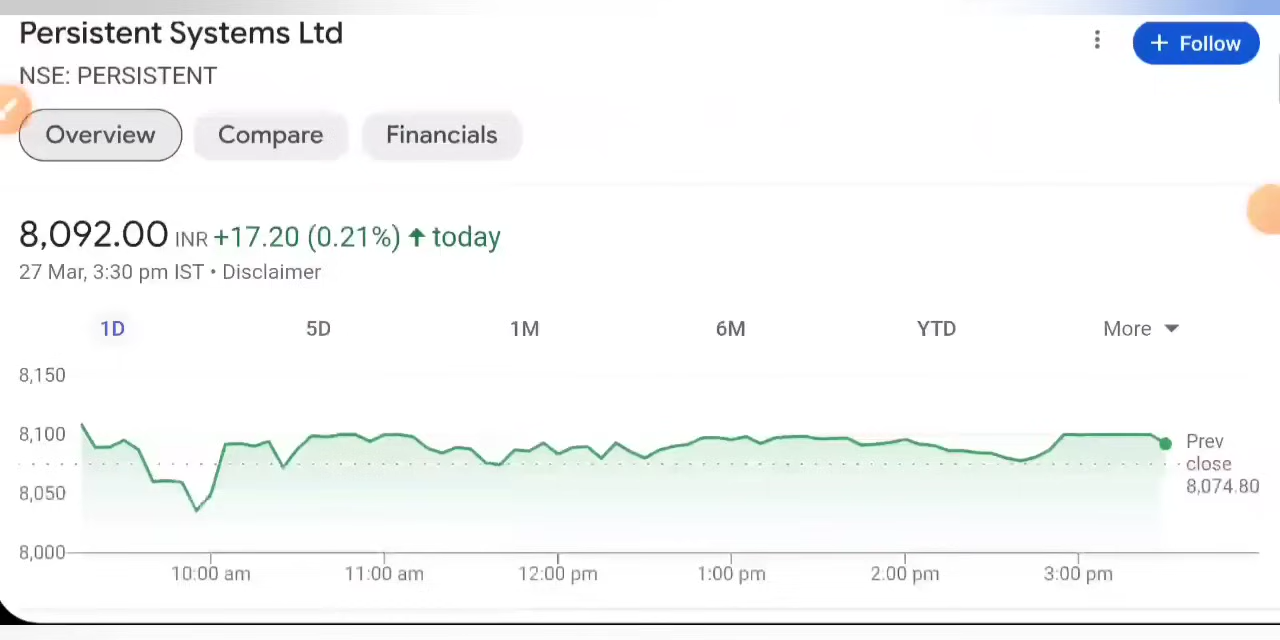 Persistent Systems Ltd
+ Follow
NSE: PERSISTENT
Overview Compare Financials
8,092.00 INR +17.20 (0.21%) ↑ today
27 Mar, 3:30 pm IST • Disclaimer
1D 5D 1M 6M YTD More
8,150
8,100
8,050
8,000
Prev
close
8,074.80
10:00 am 11:00 am 12:00 pm 1:00 pm 2:00 pm 3:00 pm